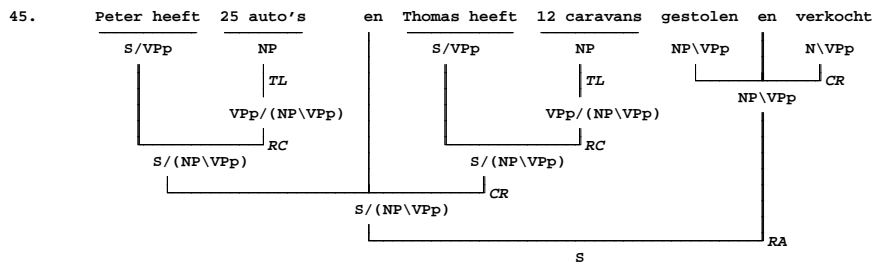 45. Peter heeft 25 auto's en Thomas heeft 12 caravans gestolen en verkocht
S/VPp NP S/VPp NP NP\VPp N\VPp
TL TL CR
NP\VPp
VPp/(NP\VPp) VPp/(NP\VPp)
RC RC
S/(NP\VPp) S/(NP\VPp)
CR
S/(NP\VPp)
RA
S